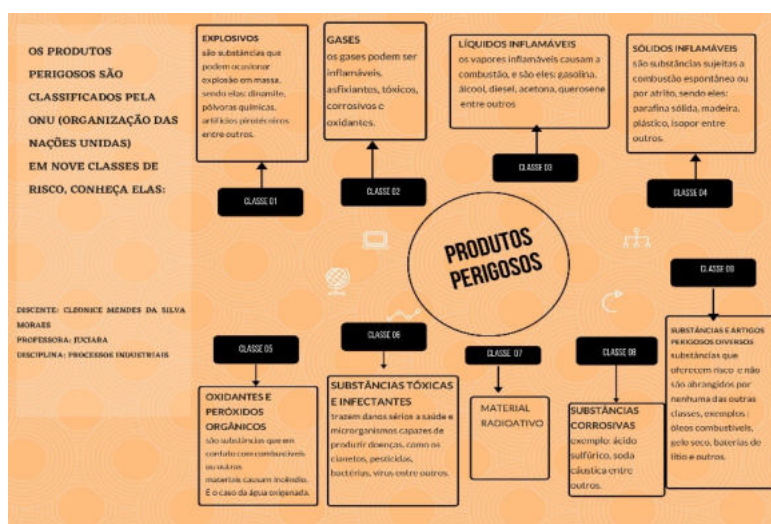 OS PRODUTOS
PERIGOSOS SÃO
CLASSIFICADOS PELA
ONU (ORGANIZAÇÃO DAS
NAÇÕES UNIDAS)
EM NOVE CLASSES DE
RISCO, CONHEÇA ELAS:
EXPLOSIVOS
são substâncias que
podem ocasionar
explosão em massa,
sendo elas: dinamite,
pólvoras químicas,
artifícios pirotécnicos
entre outros.
CLASSE 01
GASES
os gases podem ser
inflamáveis,
asfixiantes, tóxicos,
corrosivos e
oxidantes.
CLASSE 02
LÍQUIDOS INFLAMÁVEIS
os vapores inflamáveis causam a
combustão, e são eles: gasolina,
álcool, diesel, acetona, querosene
entre outros
CLASSE 03
SÓLIDOS INFLAMÁVEIS
são substâncias sujeitas a
combustão espontânea ou
por atrito, sendo eles:
parafina sólida, madeira,
plástico, isopor entre
outros.
CLASSE 04
PRODUTOS
PERIGOSOS
DISCENTE: CLEONICE MENDES DA SILVA
MORAES
PROFESSORA: JUCIARA
DISCIPLINA: PROCESSOS INDUSTRIAIS
CLASSE 05
OXIDANTES E
PERÓXIDOS
ORGÂNICOS
são substâncias que em
contato com combustíveis
ou outros
materiais causam incêndio.
É o caso da água oxigenada.
CLASSE 06
SUBSTÂNCIAS TÓXICAS
E INFECTANTES
trazem danos sérios a saúde e
microrganismos capazes de
produzir doenças, como os
cianetos, pesticidas,
bactérias, vírus entre outros.
CLASSE 07
MATERIAL
RADIOATIVO
CLASSE 08
SUBSTÂNCIAS
CORROSIVAS
exemplo: ácido
sulfúrico, soda
cáustica entre
outros.
CLASSE 09
SUBSTÂNCIAS E ARTIGOS
PERIGOSOS DIVERSOS
substâncias que
oferecem risco e não
são abrangidos por
nenhuma das outras
classes, exemplos :
óleos combustíveis,
gelo seco, baterias de
lítio e outros.